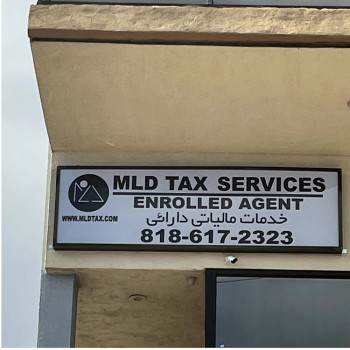 MLD TAX SERVICES
ENROLLED AGENT
WWW.MLDTAX.COM
خدمات مالیاتی دارائی
818-617-2323